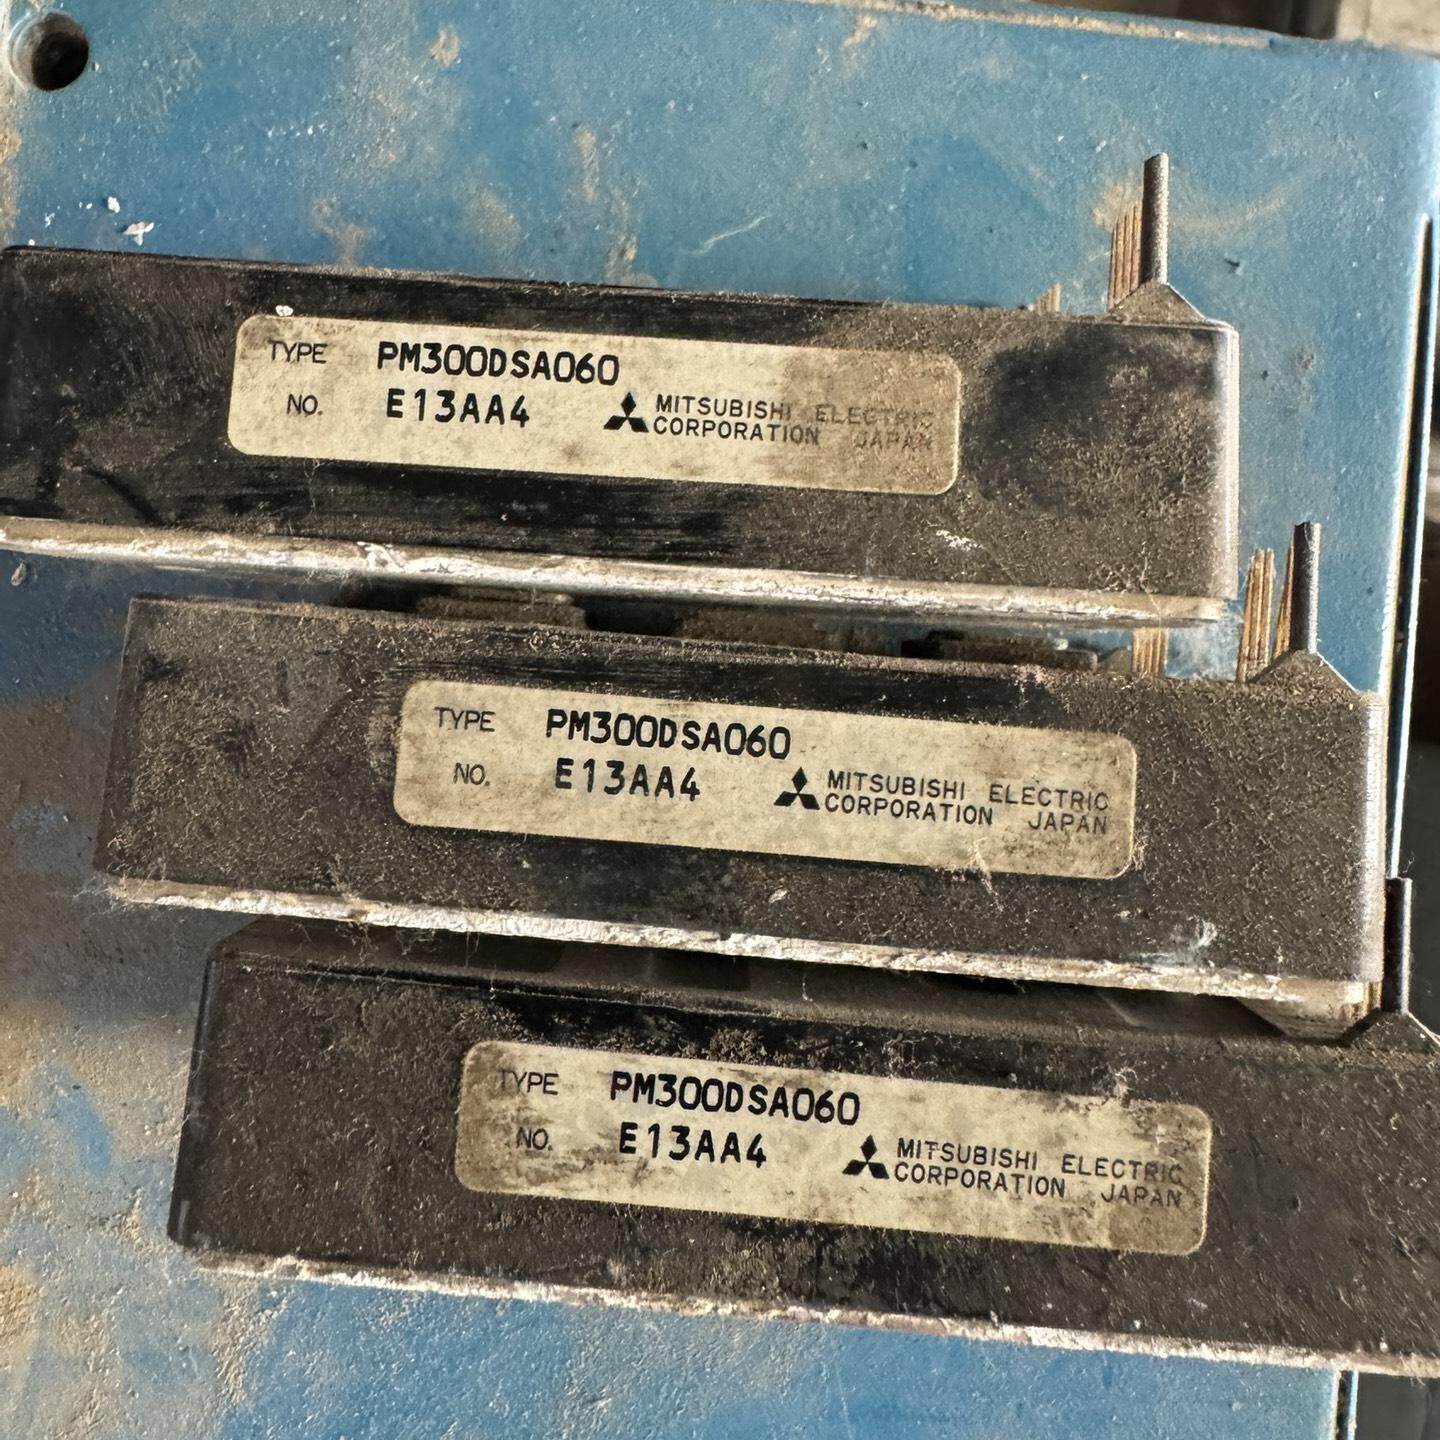 TYPE PM300DSA060
NO. E13AA4 MITSUBISHI ELECTRIC
CORPORATION JAPAN
TYPE PM300DSA060
NO. E13AA4 MITSUBISHI ELECTRIC
CORPORATION JAPAN
TYPE PM300DSA060
NO. E13AA4 MITSUBISHI ELECTRIC
CORPORATION JAPAN